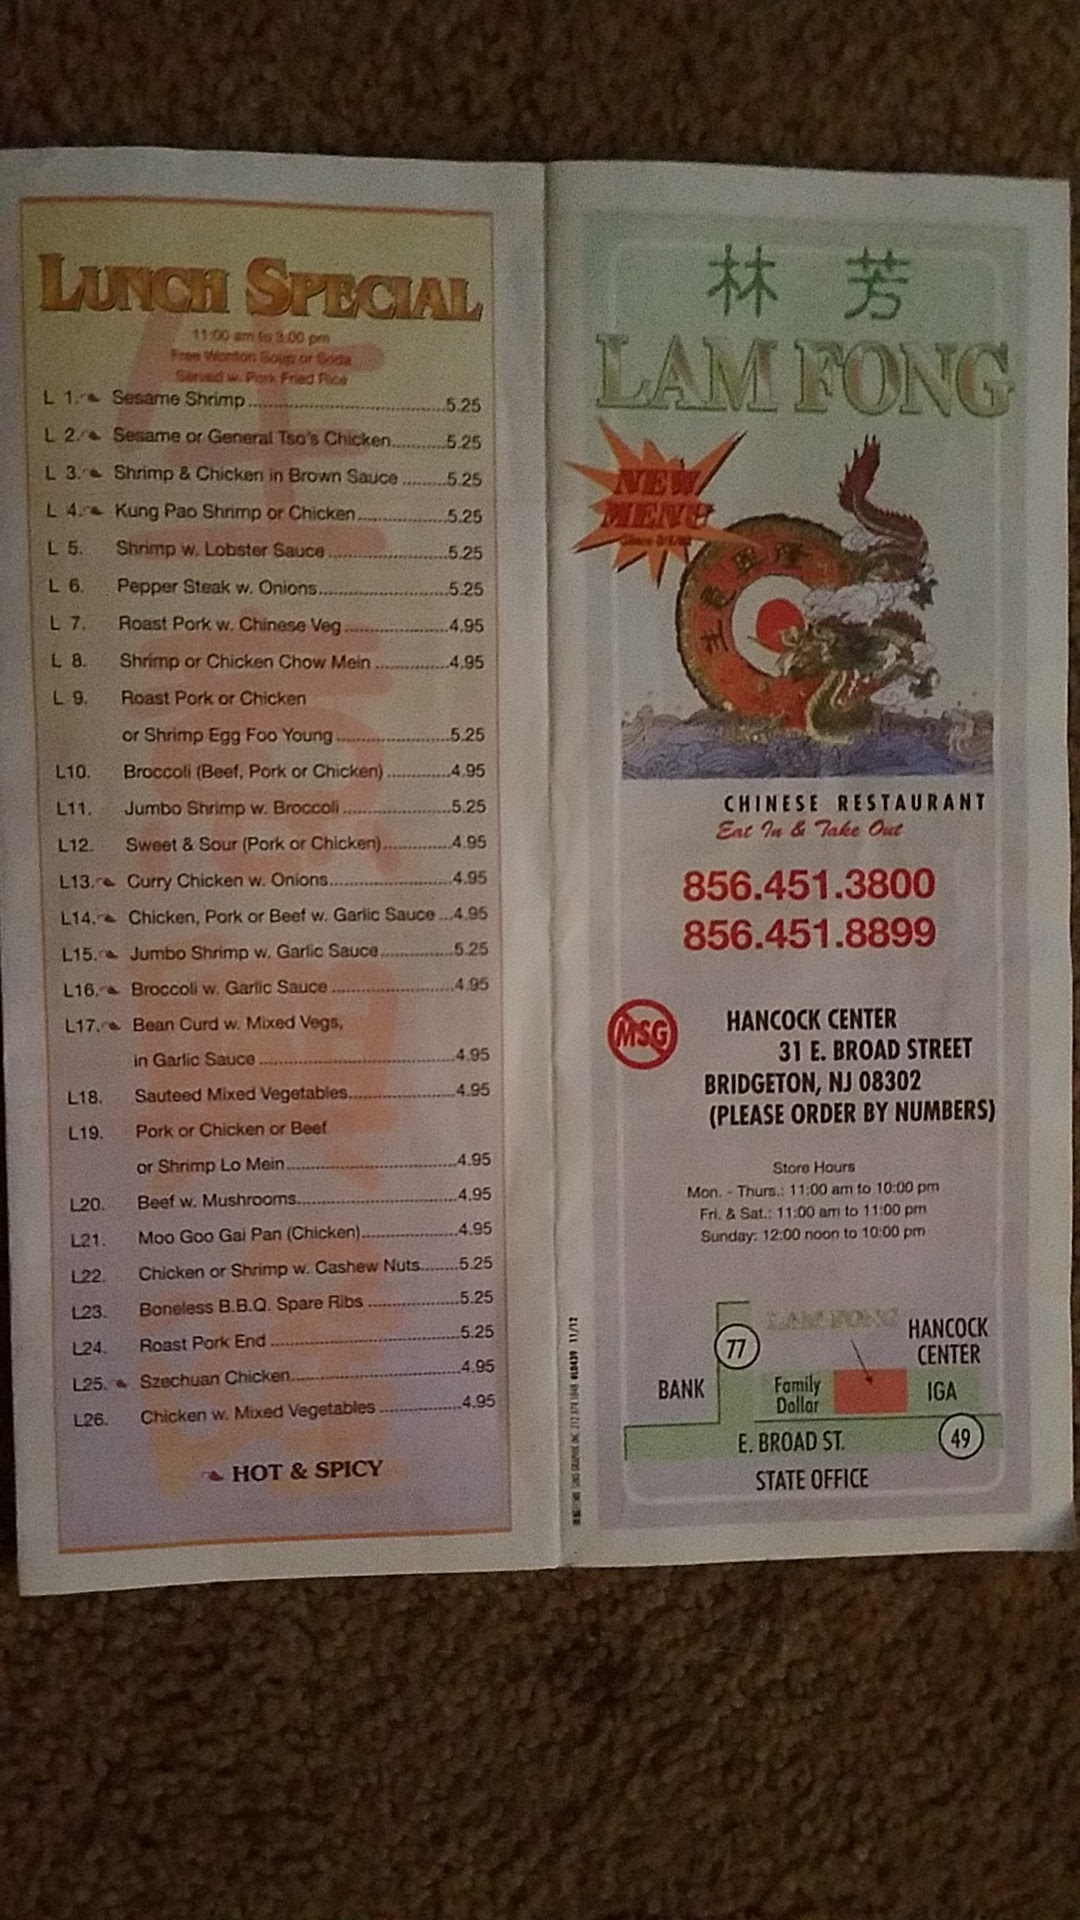 LUNCH SPECIAL
11:00 am to 3:00 pm
Free Wonton Soup or Soda
Served w. Pork Fried Rice
L 1. Sesame Shrimp 5.25
L 2. Sesame or General Tso's Chicken 5.25
L 3. Shrimp & Chicken in Brown Sauce 5.25
L 4. Kung Pao Shrimp or Chicken 5.25
L 5. Shrimp w. Lobster Sauce 5.25
L 6. Pepper Steak w. Onions 5.25
L 7. Roast Pork w. Chinese Veg 4.95
L 8. Shrimp or Chicken Chow Mein 4.95
L 9. Roast Pork or Chicken
or Shrimp Egg Foo Young 5.25
L10. Broccoli (Beef, Pork or Chicken) 4.95
L11. Jumbo Shrimp w. Broccoli 5.25
L12. Sweet & Sour (Pork or Chicken) 4.95
L13. Curry Chicken w. Onions 4.95
L14. Chicken, Pork or Beef w. Garlic Sauce 4.95
L15. Jumbo Shrimp w. Garlic Sauce 5.25
L16. Broccoli w. Garlic Sauce 4.95
L17. Bean Curd w. Mixed Vegs,
in Garlic Sauce 4.95
L18. Sauteed Mixed Vegetables 4.95
L19. Pork or Chicken or Beef
or Shrimp Lo Mein 4.95
L20. Beef w. Mushrooms 4.95
L21. Moo Goo Gai Pan (Chicken) 4.95
L22. Chicken or Shrimp w. Cashew Nuts 5.25
L23. Boneless B.B.Q. Spare Ribs 5.25
L24. Roast Pork End 5.25
L25. Szechuan Chicken 4.95
L26. Chicken w. Mixed Vegetables 4.95
HOT & SPICY
林 芳
LAM FONG
NEW
MENU
CHINESE RESTAURANT
Eat In & Take Out
856.451.3800
856.451.8899
MSG
HANCOCK CENTER
31 E. BROAD STREET
BRIDGETON, NJ 08302
(PLEASE ORDER BY NUMBERS)
Store Hours
Mon. - Thurs.: 11:00 am to 10:00 pm
Fri. & Sat.: 11:00 am to 11:00 pm
Sunday: 12:00 noon to 10:00 pm
LAM FONG
77
HANCOCK
CENTER
BANK
Family
Dollar
IGA
E. BROAD ST.
49
STATE OFFICE
11/12